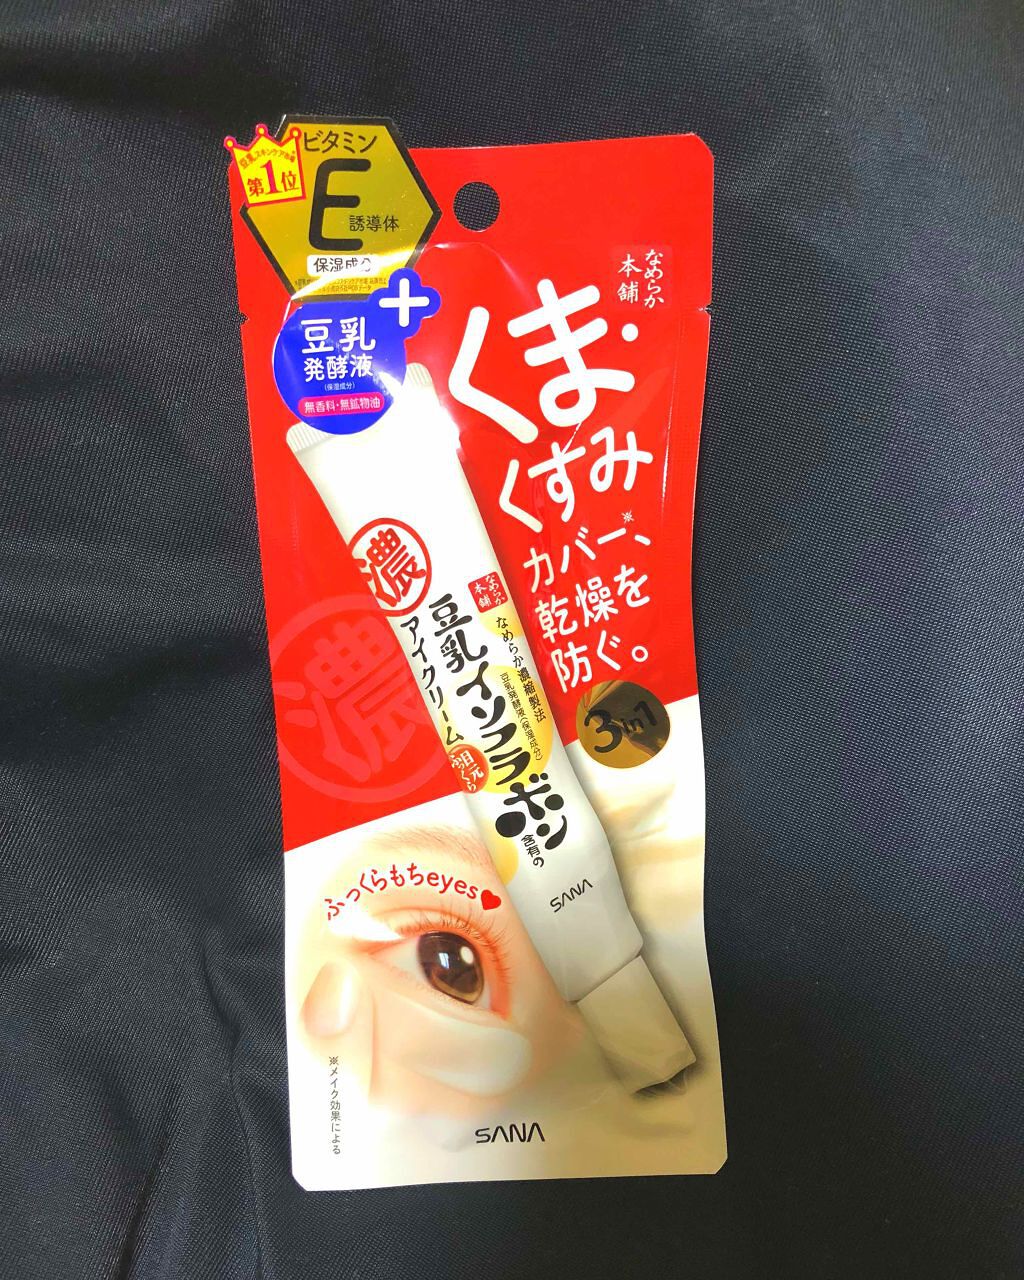 ビタミン
E
誘導体
保湿成分
豆乳スキンケア市場
第1位
+
豆乳
発酵液
(保湿成分)
無香料・無鉱物油
なめらか
本舗
くま・
くすみ
カバー、
※
乾燥を
防ぐ。
3in1
濃
濃
なめらか
本舗
なめらか濃縮製法
豆乳発酵液(保湿成分)
豆乳イソフラボン
含有の
アイクリーム
目元
ふっくら
SANA
ふっくらもちeyes
※メイク効果による
SANA